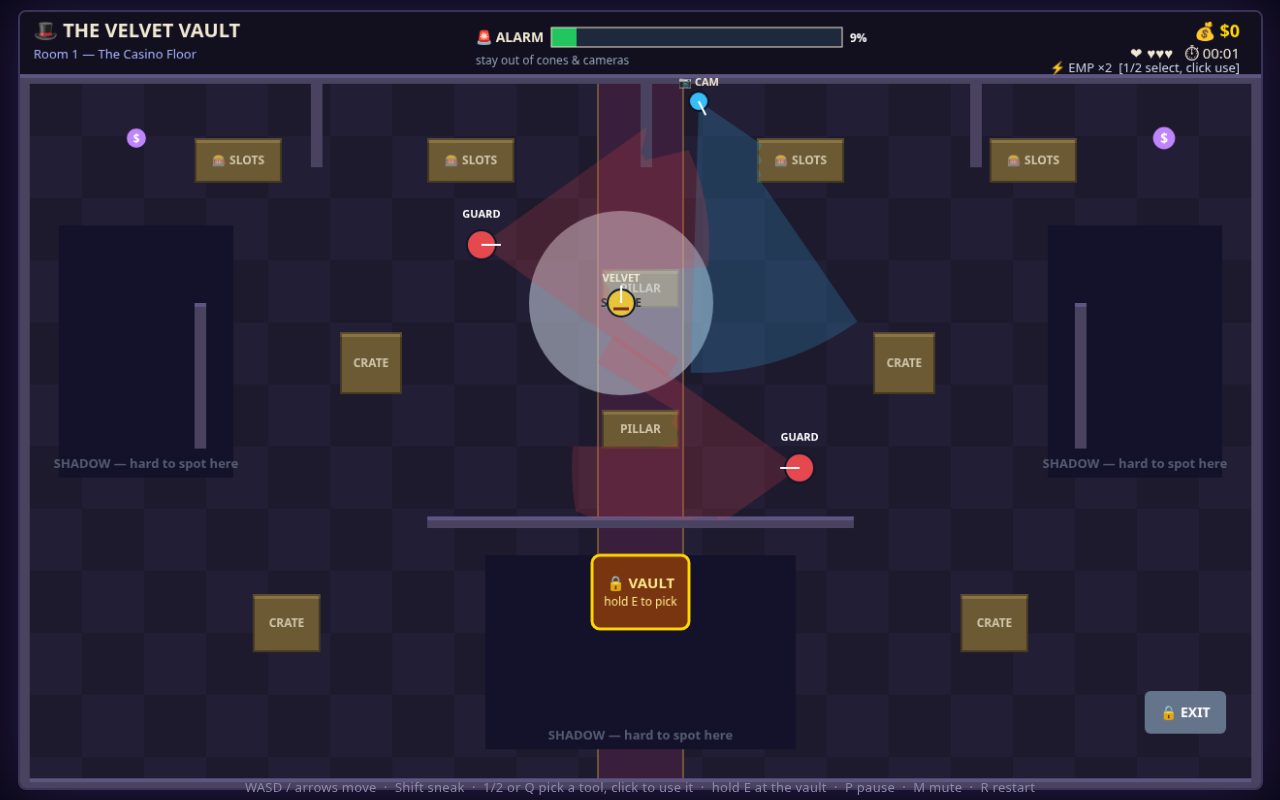 🎩 THE VELVET VAULT
Room 1 — The Casino Floor
🚨 ALARM 9%
stay out of cones & cameras
💰 $0
❤ ♥♥♥ ⏱ 00:01
⚡ EMP ×2 [1/2 select, click use]
📷 CAM
$
🎰 SLOTS
🎰 SLOTS
🎰 SLOTS
🎰 SLOTS
$
GUARD
VELVET
PILLAR
CRATE
CRATE
PILLAR
GUARD
SHADOW — hard to spot here
SHADOW — hard to spot here
🔒 VAULT
hold E to pick
CRATE
CRATE
🔒 EXIT
SHADOW — hard to spot here
WASD / arrows move · Shift sneak · 1/2 or Q pick a tool, click to use it · hold E at the vault · P pause · M mute · R restart